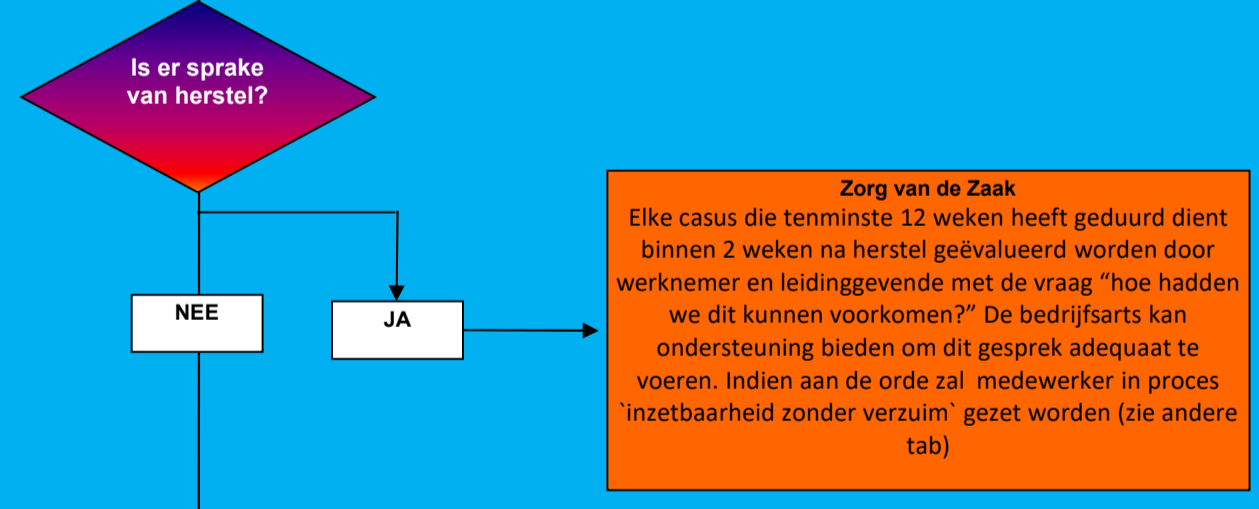 Is er sprake
van herstel?
NEE
JA
Zorg van de Zaak
Elke casus die tenminste 12 weken heeft geduurd dient
binnen 2 weken na herstel geëvalueerd worden door
werknemer en leidinggevende met de vraag “hoe hadden
we dit kunnen voorkomen?” De bedrijfsarts kan
ondersteuning bieden om dit gesprek adequaat te
voeren. Indien aan de orde zal  medewerker in proces
`inzetbaarheid zonder verzuim` gezet worden (zie andere
tab)